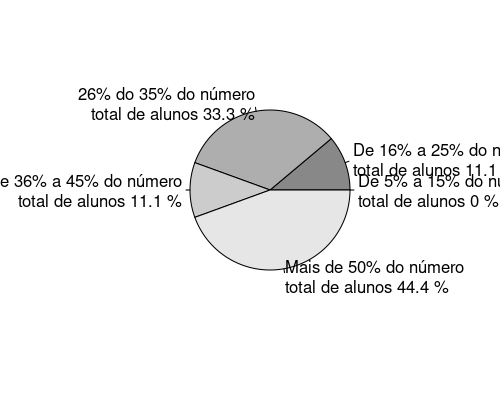 26% do 35% do número
total de alunos 33.3 %
De 16% a 25% do n
total de alunos 11.1
e 36% a 45% do número
total de alunos 11.1 %
De 5% a 15% do nú
total de alunos 0 %
Mais de 50% do número
total de alunos 44.4 %